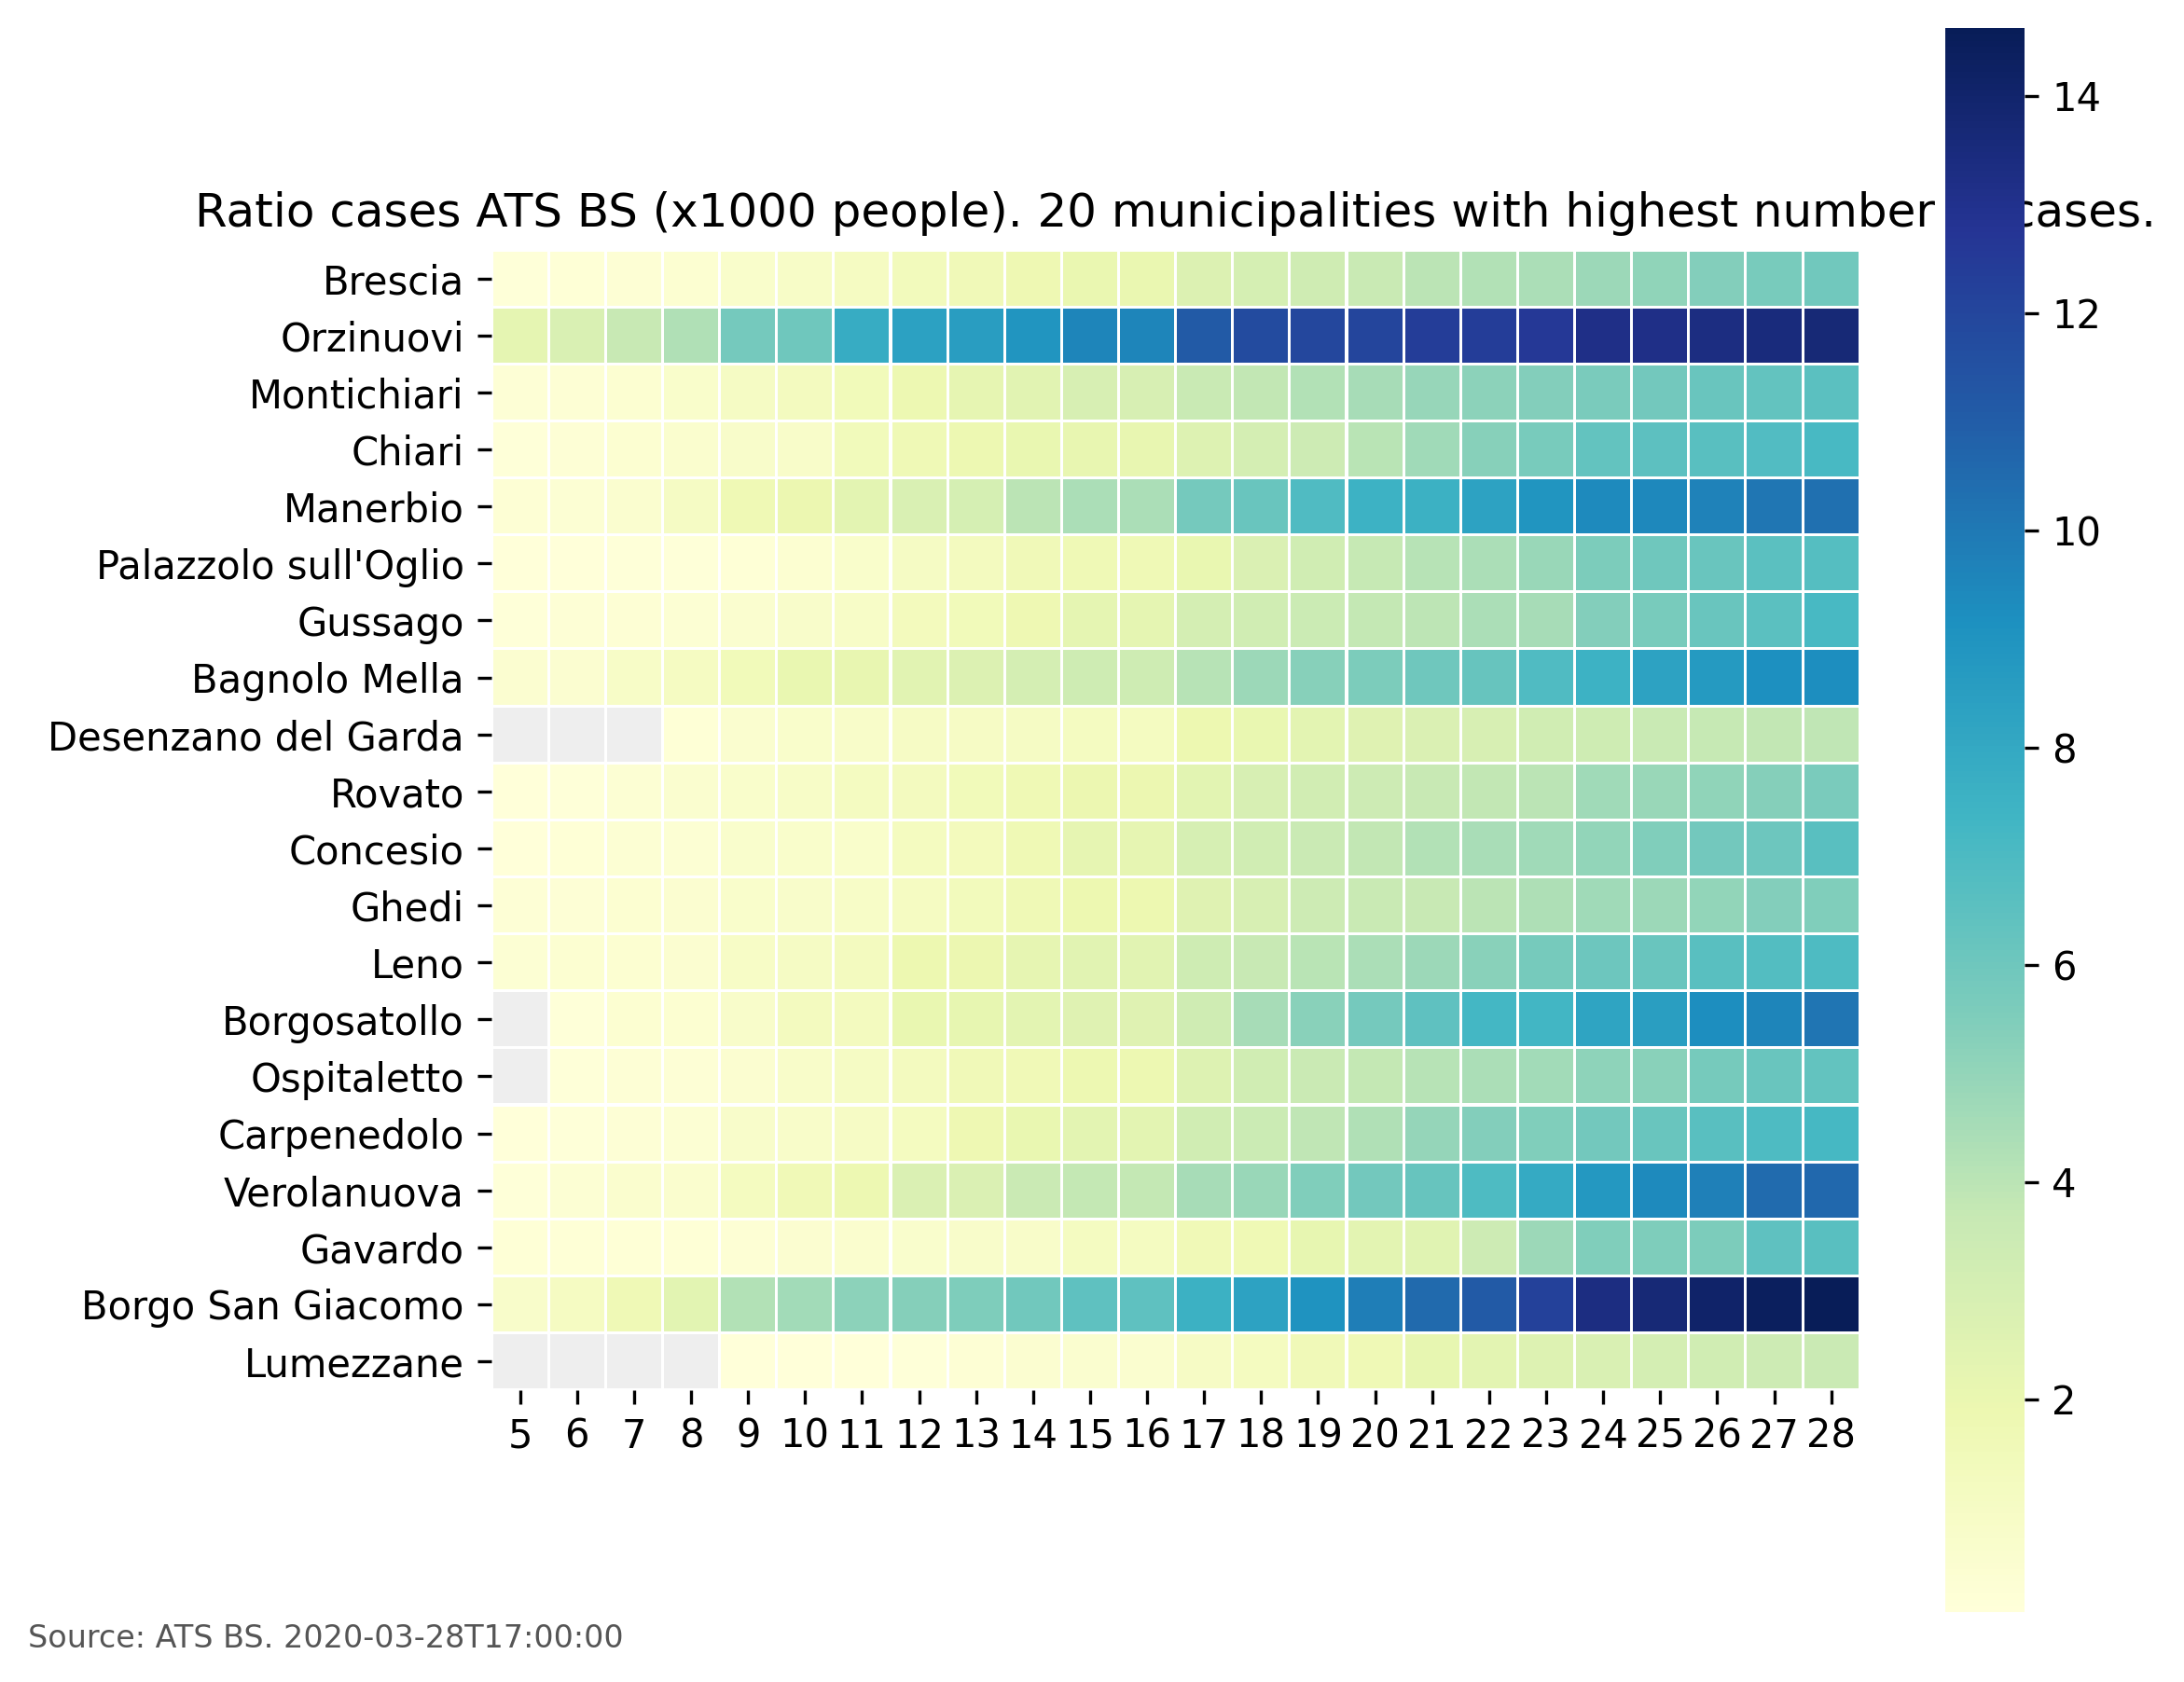 Ratio cases ATS BS (x1000 people). 20 municipalities with highest number cases.
Brescia
Orzinuovi
Montichiari
Chiari
Manerbio
Palazzolo sull'Oglio
Gussago
Bagnolo Mella
Desenzano del Garda
Rovato
Concesio
Ghedi
Leno
Borgosatollo
Ospitaletto
Carpenedolo
Verolanuova
Gavardo
Borgo San Giacomo
Lumezzane
5 6 7 8 9 10 11 12 13 14 15 16 17 18 19 20 21 22 23 24 25 26 27 28
14
12
10
8
6
4
2
Source: ATS BS. 2020-03-28T17:00:00